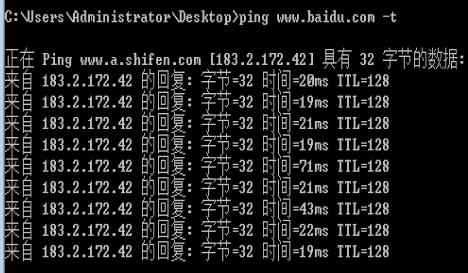 C:\Users\Administrator\Desktop>ping www.baidu.com -t
正在 Ping www.a.shifen.com [183.2.172.42] 具有 32 字节的数据:
来自 183.2.172.42 的回复: 字节=32 时间=20ms TTL=128
来自 183.2.172.42 的回复: 字节=32 时间=19ms TTL=128
来自 183.2.172.42 的回复: 字节=32 时间=21ms TTL=128
来自 183.2.172.42 的回复: 字节=32 时间=19ms TTL=128
来自 183.2.172.42 的回复: 字节=32 时间=71ms TTL=128
来自 183.2.172.42 的回复: 字节=32 时间=21ms TTL=128
来自 183.2.172.42 的回复: 字节=32 时间=43ms TTL=128
来自 183.2.172.42 的回复: 字节=32 时间=22ms TTL=128
来自 183.2.172.42 的回复: 字节=32 时间=19ms TTL=128